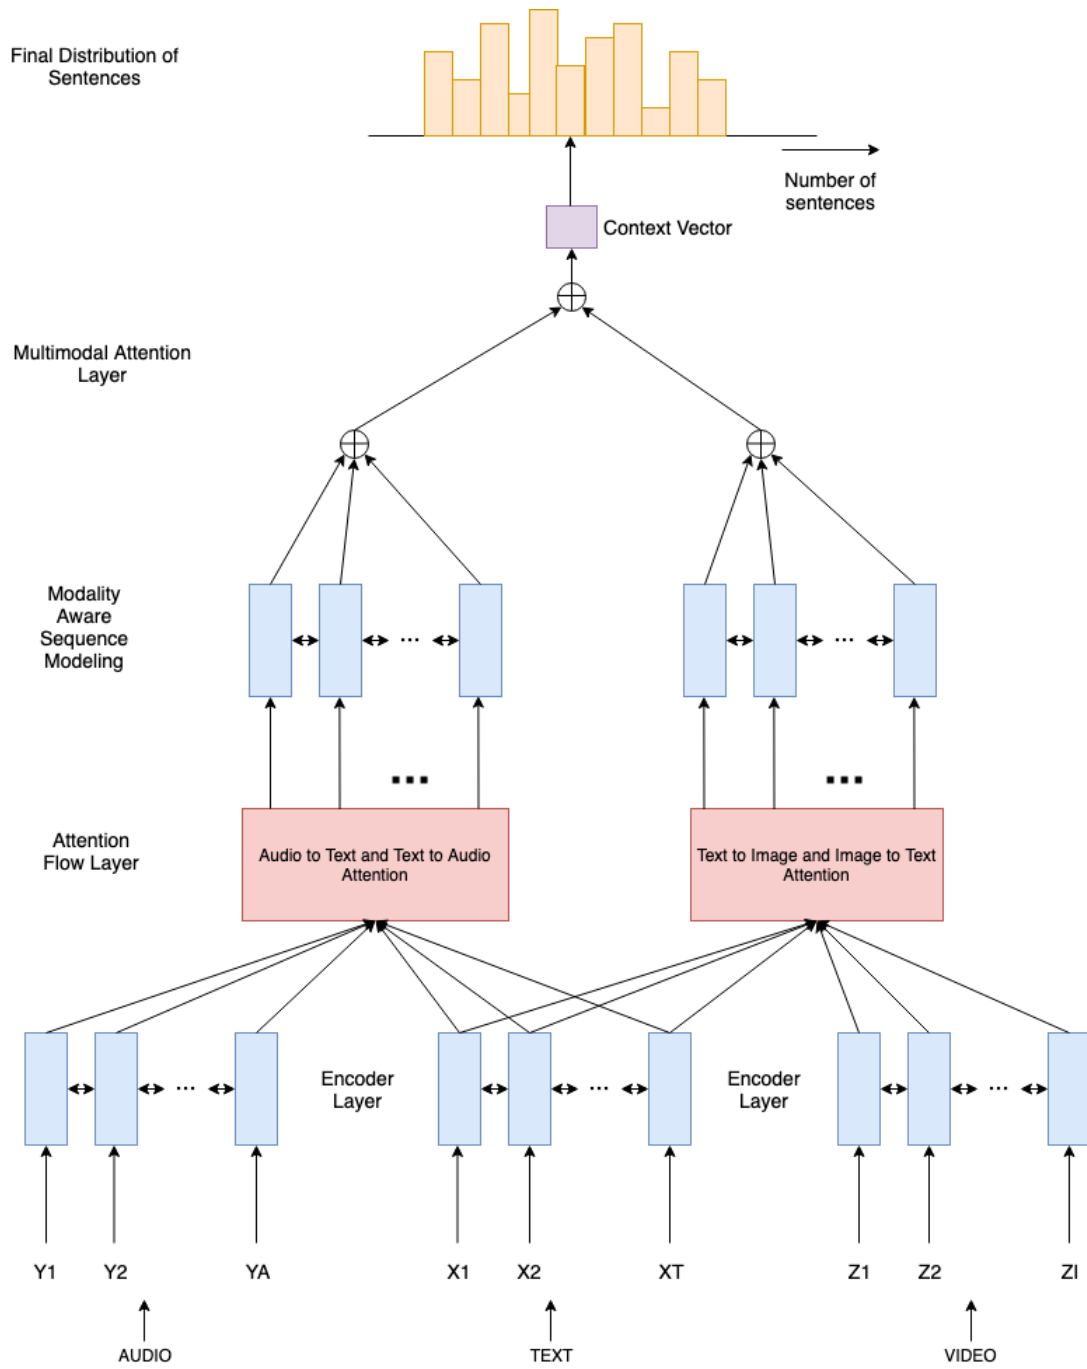 Final Distribution of
Sentences
Number of
sentences
Context Vector
Multimodal Attention
Layer
Modality
Aware
Sequence
Modeling
...
...
...
...
Attention
Flow Layer
Audio to Text and Text to Audio
Attention
Text to Image and Image to Text
Attention
...
Encoder
Layer
...
Encoder
Layer
...
Y1
Y2
YA
X1
X2
XT
Z1
Z2
ZI
AUDIO
TEXT
VIDEO